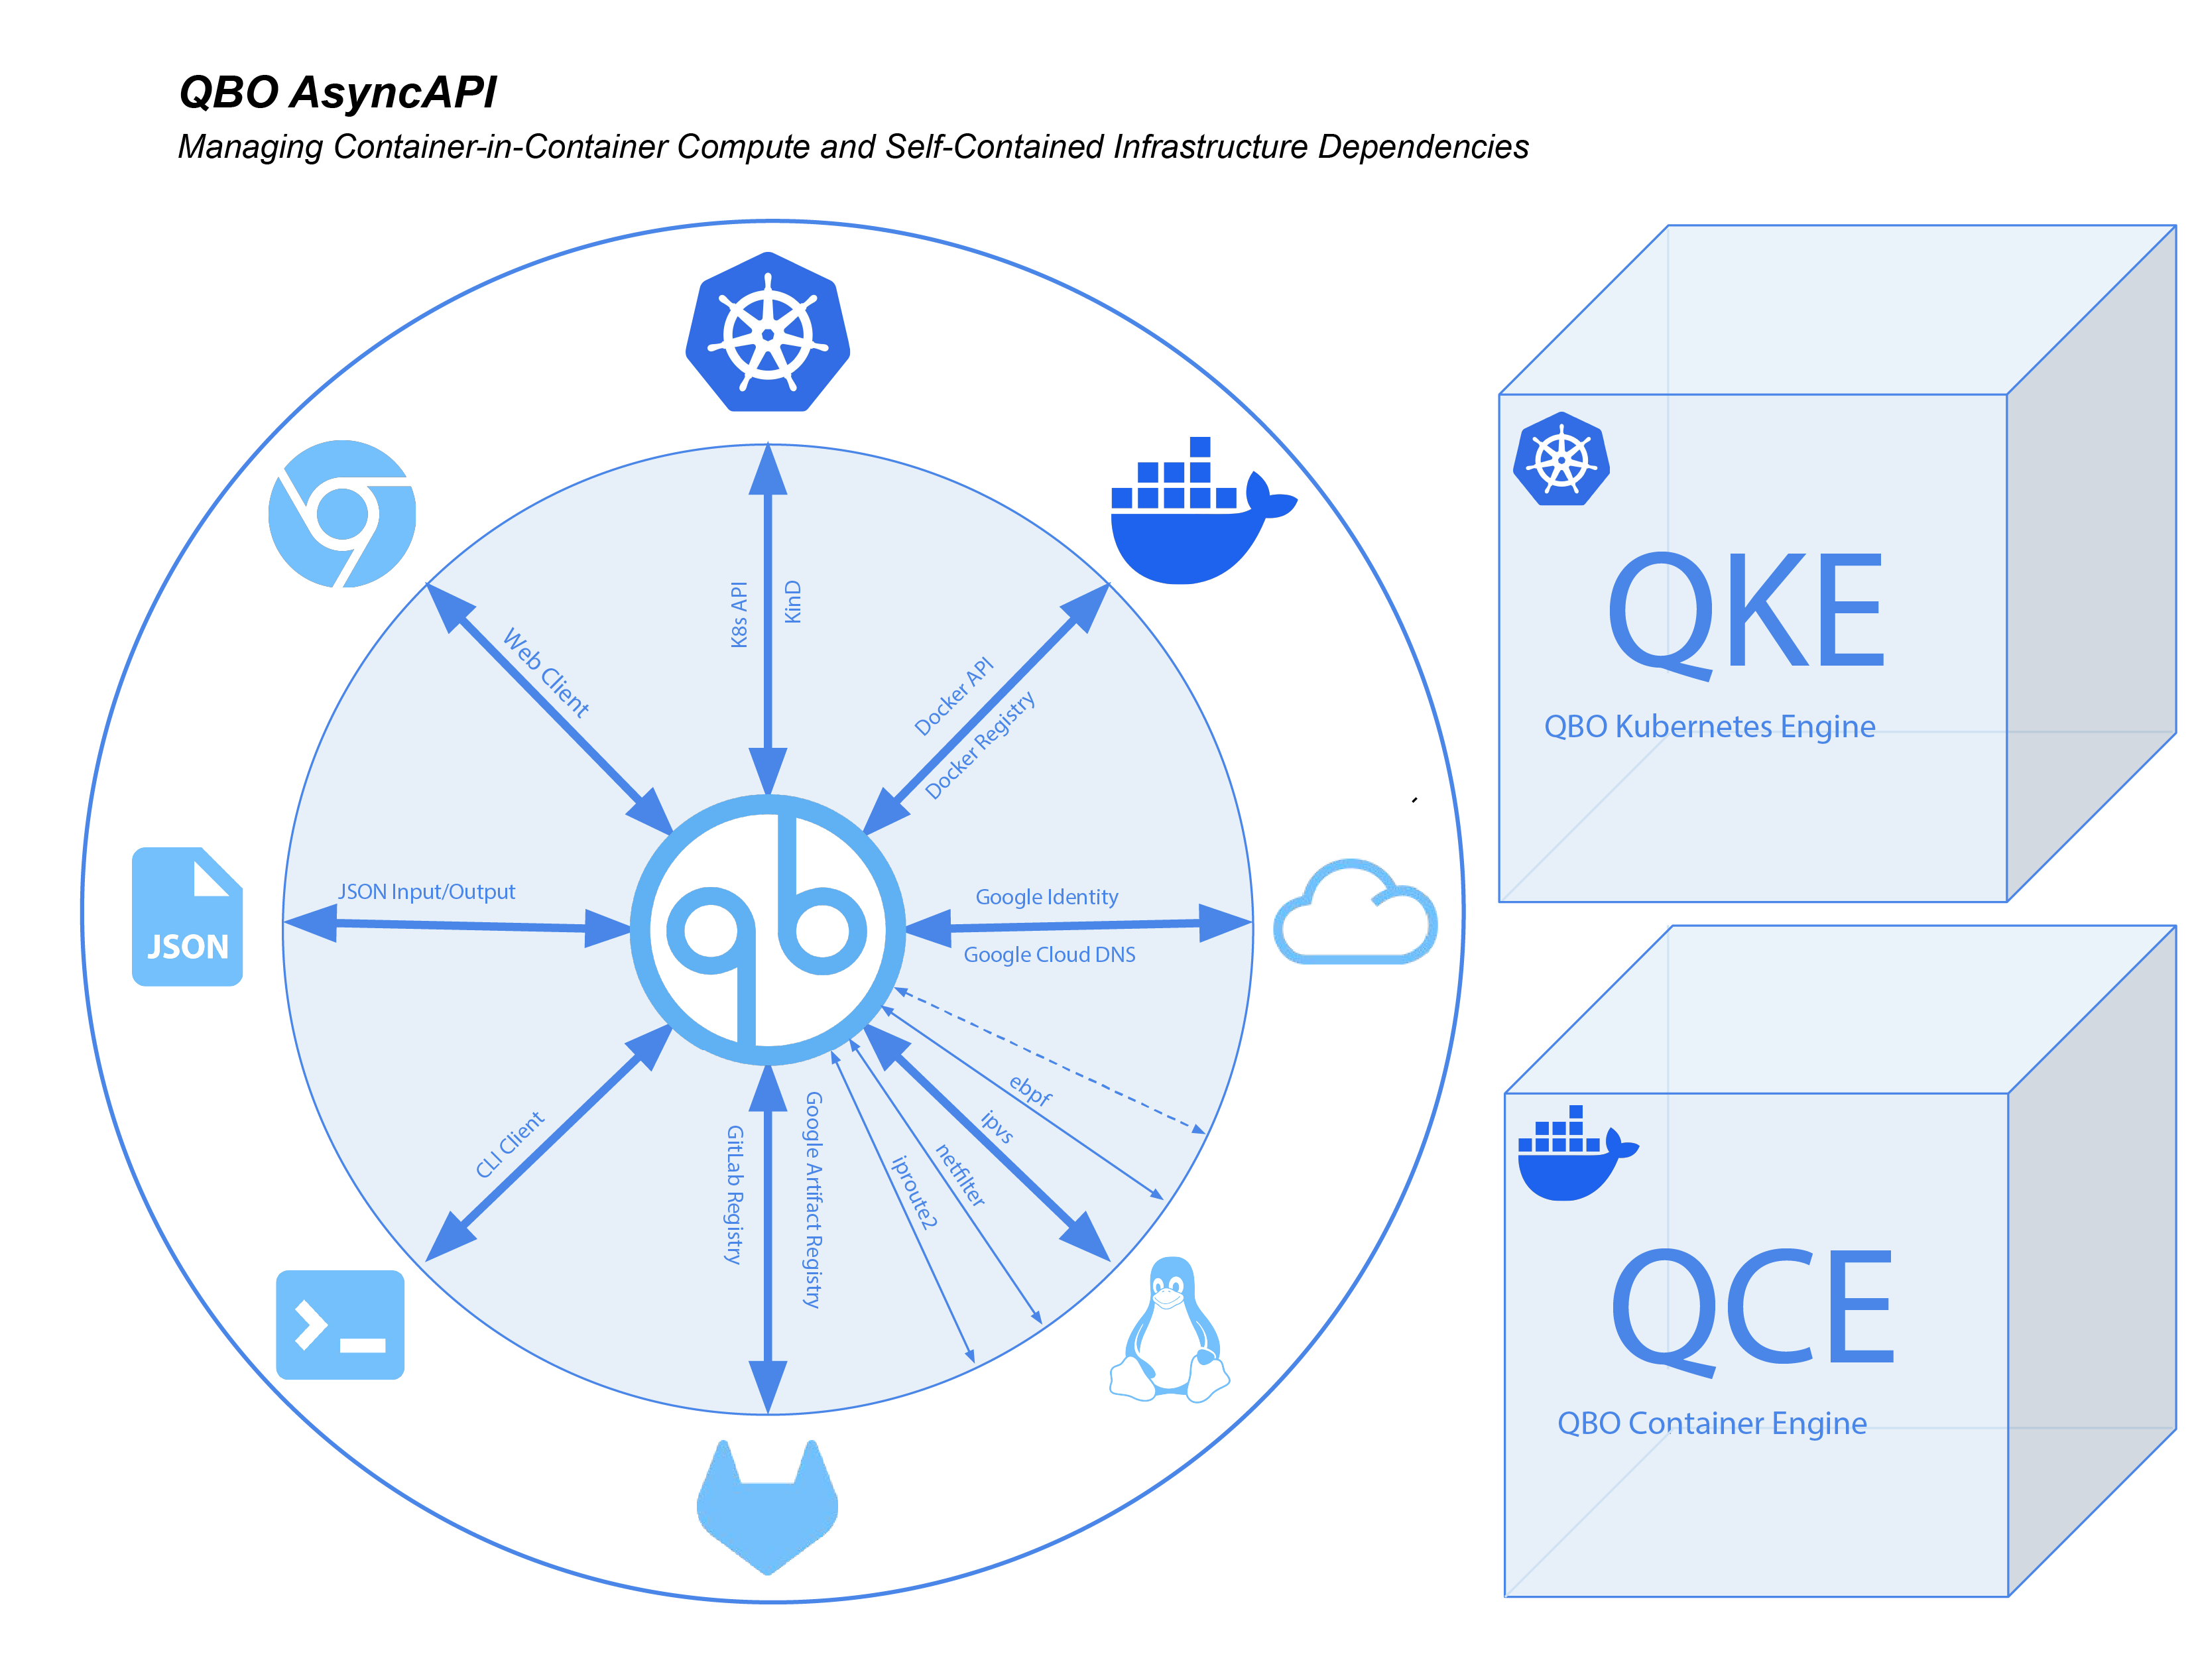 QBO AsyncAPI
Managing Container-in-Container Compute and Self-Contained Infrastructure Dependencies
K8s API
KinD
Web Client
Docker API
Docker Registry
JSON
JSON Input/Output
Google Identity
Google Cloud DNS
qb
ebpf
ipvs
netfilter
iproute2
CLI Client
GitLab Registry
Google Artifact Registry
QKE
QBO Kubernetes Engine
QCE
QBO Container Engine